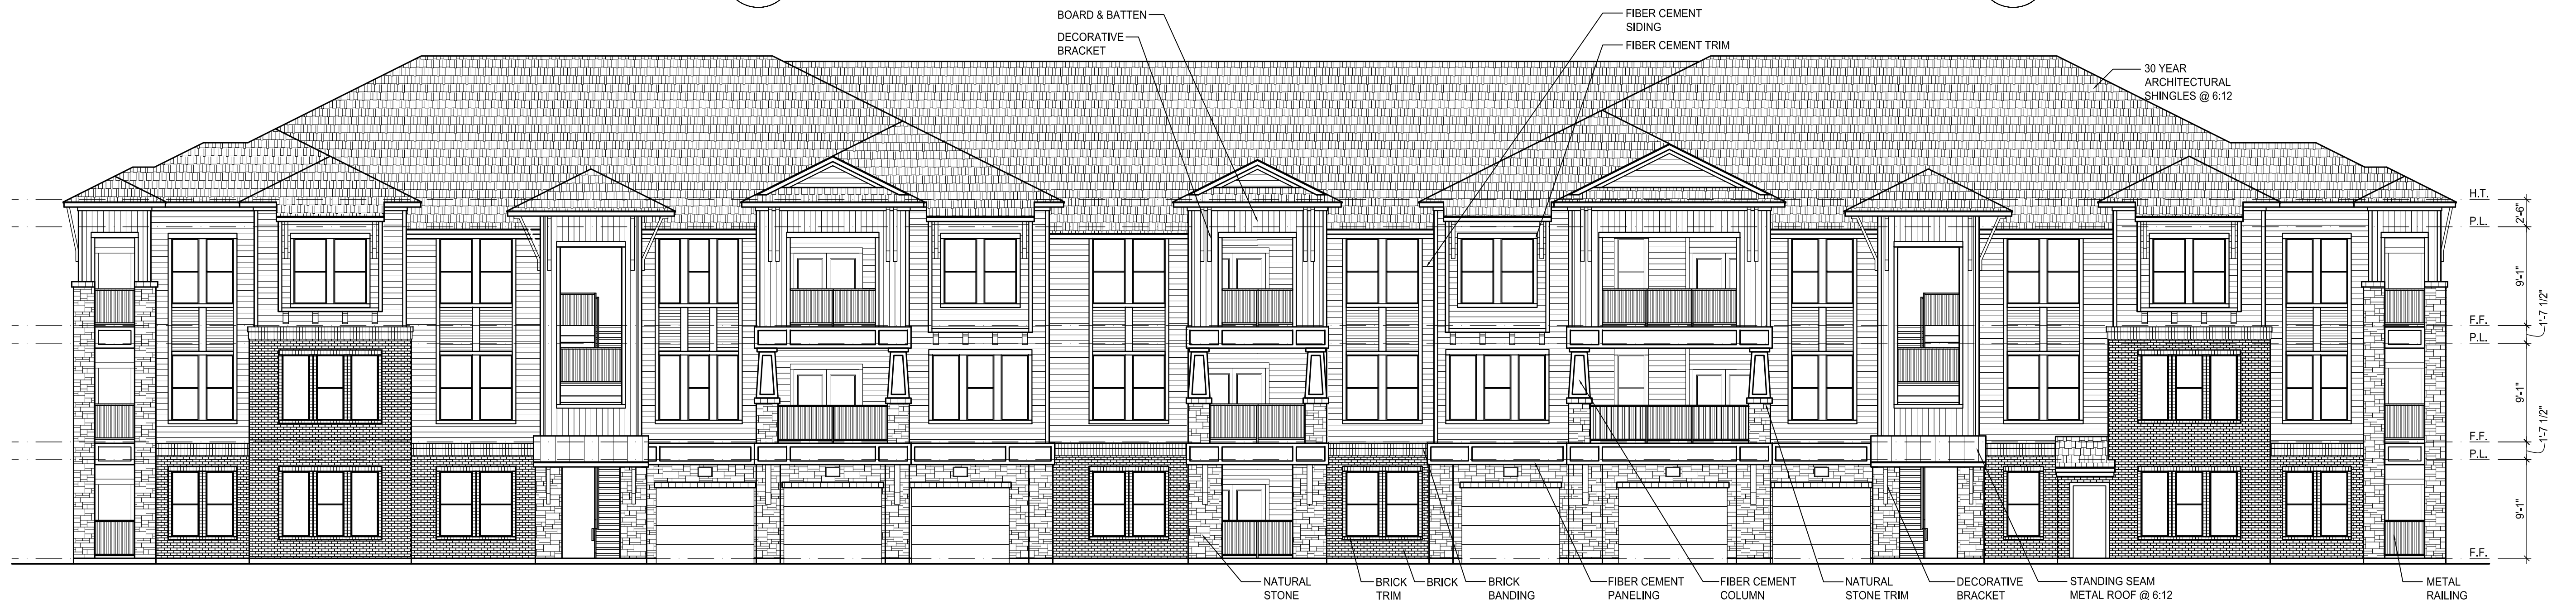 BOARD & BATTEN
DECORATIVE
BRACKET
FIBER CEMENT
SIDING
FIBER CEMENT TRIM
30 YEAR
ARCHITECTURAL
SHINGLES @ 6:12
H.T.
2'-6"
P.L.
9'-1"
F.F.
1'-7 1/2"
P.L.
9'-1"
F.F.
1'-7 1/2"
P.L.
9'-1"
F.F.
NATURAL
STONE
BRICK
TRIM
BRICK
BRICK
BANDING
FIBER CEMENT
PANELING
FIBER CEMENT
COLUMN
NATURAL
STONE TRIM
DECORATIVE
BRACKET
STANDING SEAM
METAL ROOF @ 6:12
METAL
RAILING